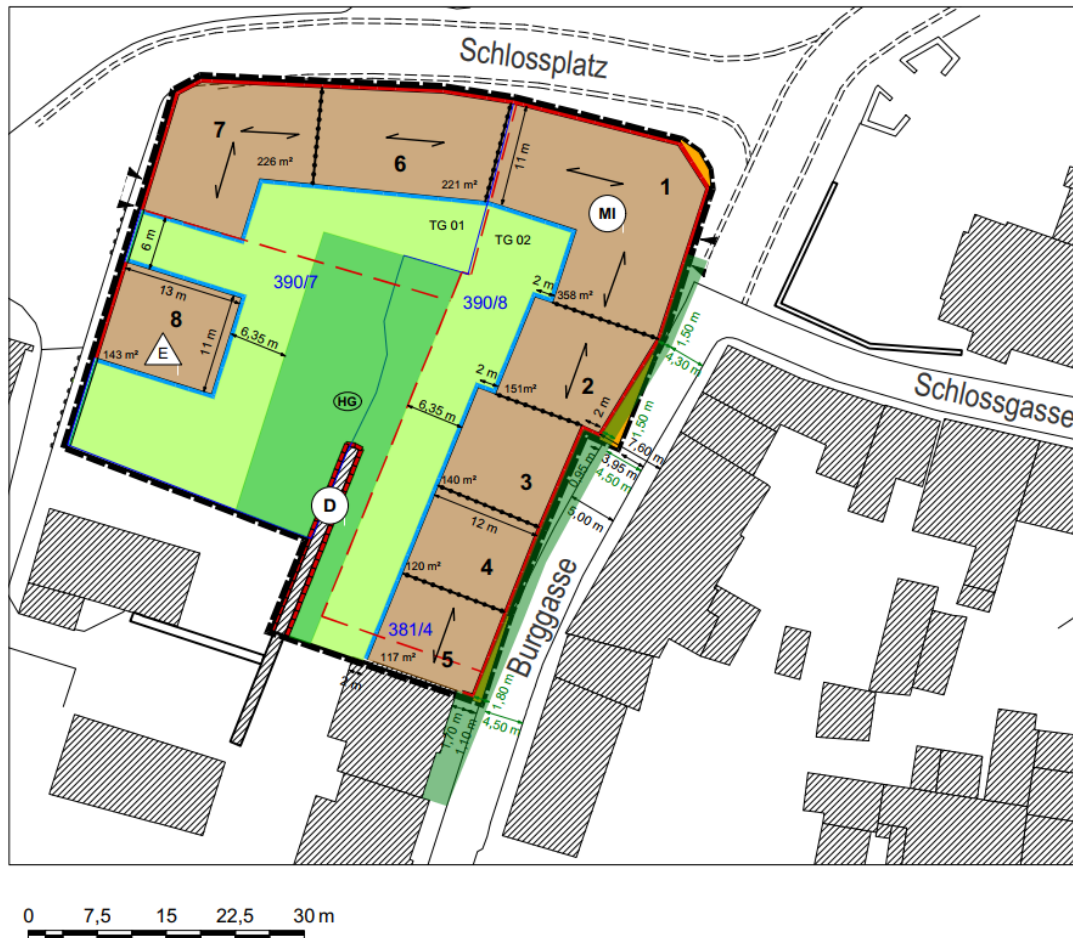 Schlossplatz
7
226 m²
6
221 m²
11 m
1
MI
TG 01
TG 02
6 m
390/7
390/8
2 m
358 m²
13 m
8
E
143 m²
11 m
6,35 m
1,50 m
4,30 m
Schlossgasse
2
2 m
151m²
2 m
HG
6,35 m
1,50 m
7,60 m
3,95 m
4,50 m
0,95 m
3
140 m²
12 m
5,00 m
D
4
120 m²
Burggasse
381/4
5
117 m²
2 m
1,80 m
4,50 m
1,70 m
1,10 m
0 7,5 15 22,5 30 m